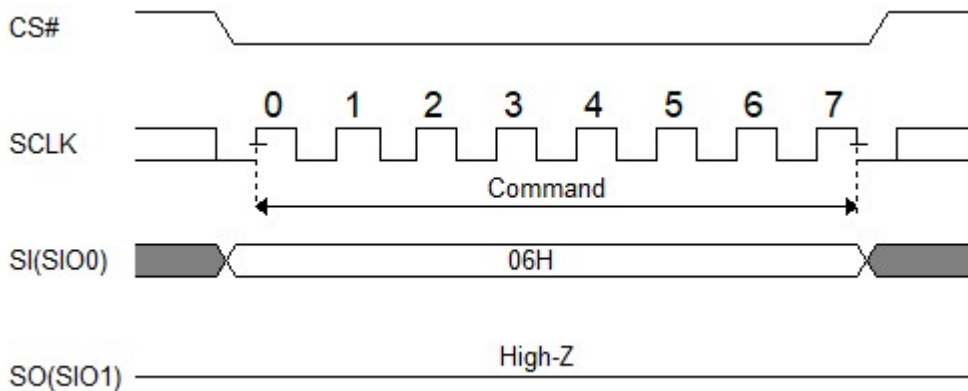 CS#
0 1 2 3 4 5 6 7
SCLK
Command
SI(SIO0) 06H
High-Z
SO(SIO1)